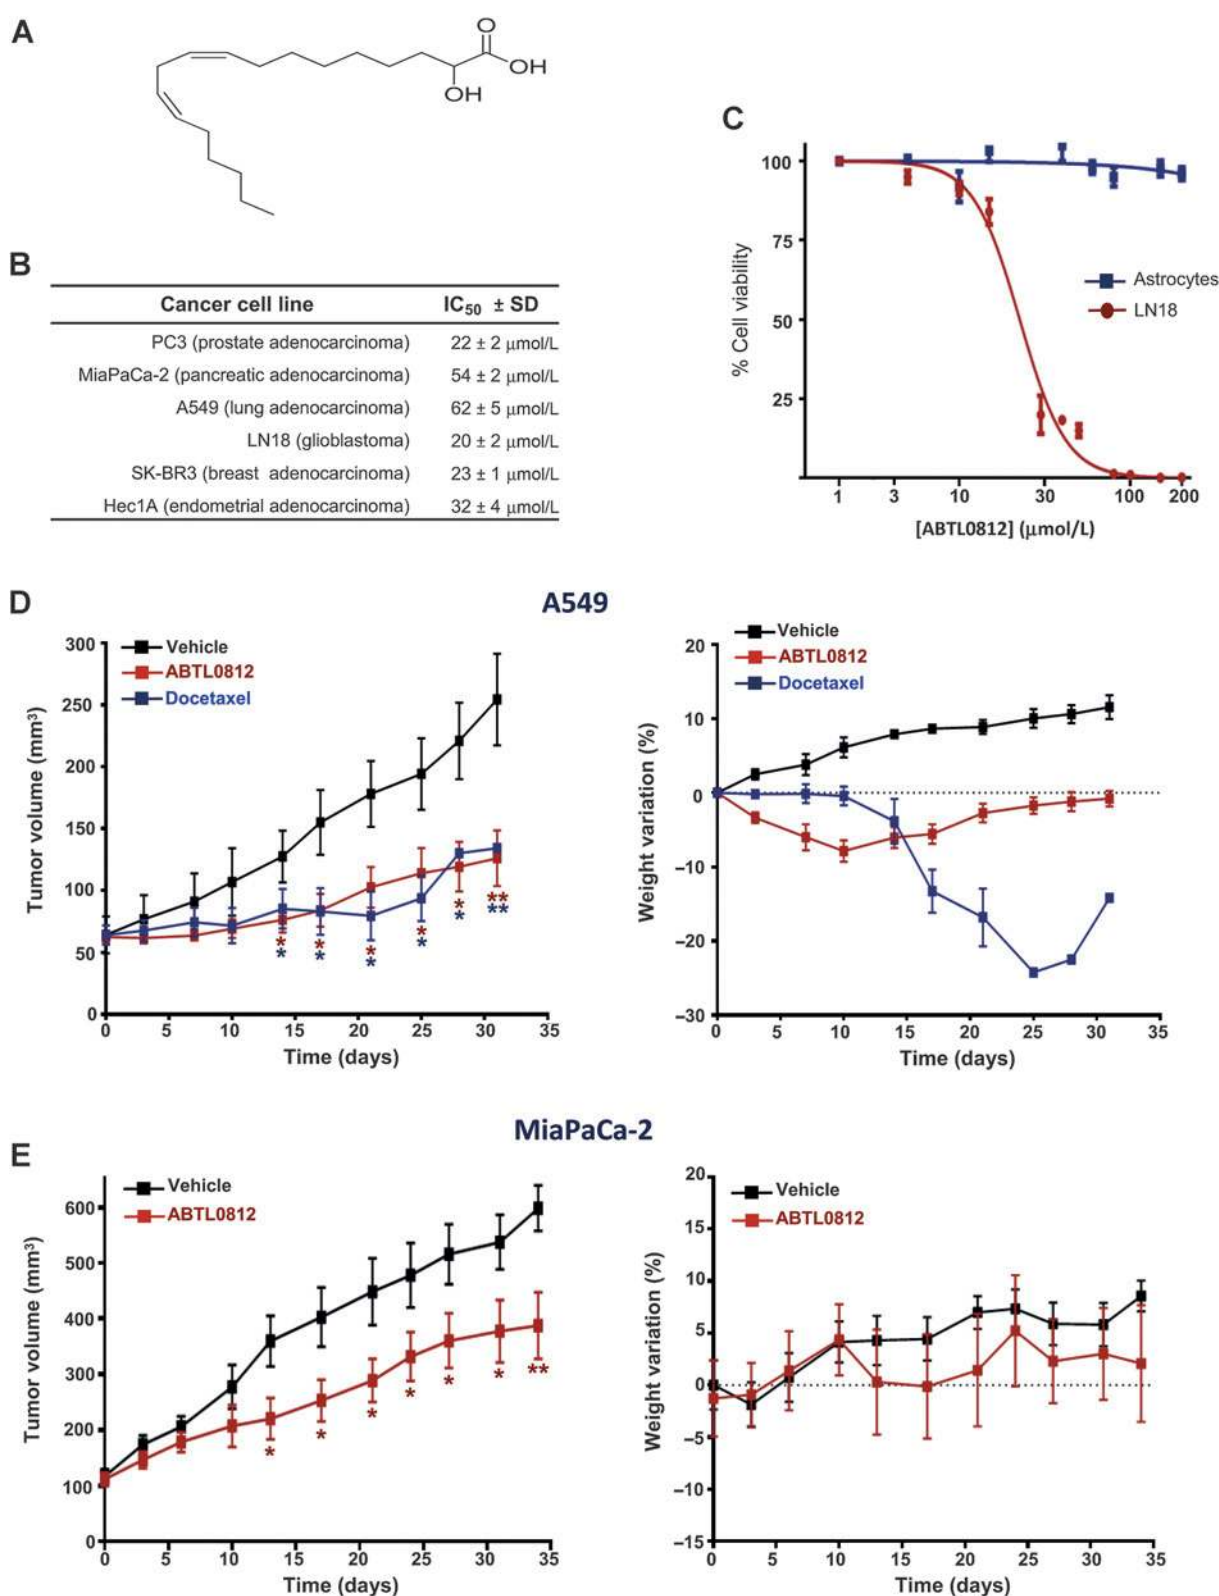 A
O
OH
OH
B
Cancer cell line IC50 ± SD
PC3 (prostate adenocarcinoma) 22 ± 2 μmol/L
MiaPaCa-2 (pancreatic adenocarcinoma) 54 ± 2 μmol/L
A549 (lung adenocarcinoma) 62 ± 5 μmol/L
LN18 (glioblastoma) 20 ± 2 μmol/L
SK-BR3 (breast adenocarcinoma) 23 ± 1 μmol/L
Hec1A (endometrial adenocarcinoma) 32 ± 4 μmol/L
C
% Cell viability
100
75
50
25
1 3 10 30 100 200
[ABTL0812] (μmol/L)
Astrocytes
LN18
D
A549
Vehicle
ABTL0812
Docetaxel
Tumor volume (mm³)
300
250
200
150
100
50
0
* * * * * **
* * * * * **
0 5 10 15 20 25 30 35
Time (days)
Vehicle
ABTL0812
Docetaxel
Weight variation (%)
20
10
0
–10
–20
–30
0 5 10 15 20 25 30 35
Time (days)
E
MiaPaCa-2
Vehicle
ABTL0812
Tumor volume (mm³)
600
500
400
300
200
100
0
* * * * * * **
0 5 10 15 20 25 30 35
Time (days)
Vehicle
ABTL0812
Weight variation (%)
20
15
10
5
0
–5
–10
–15
0 5 10 15 20 25 30 35
Time (days)